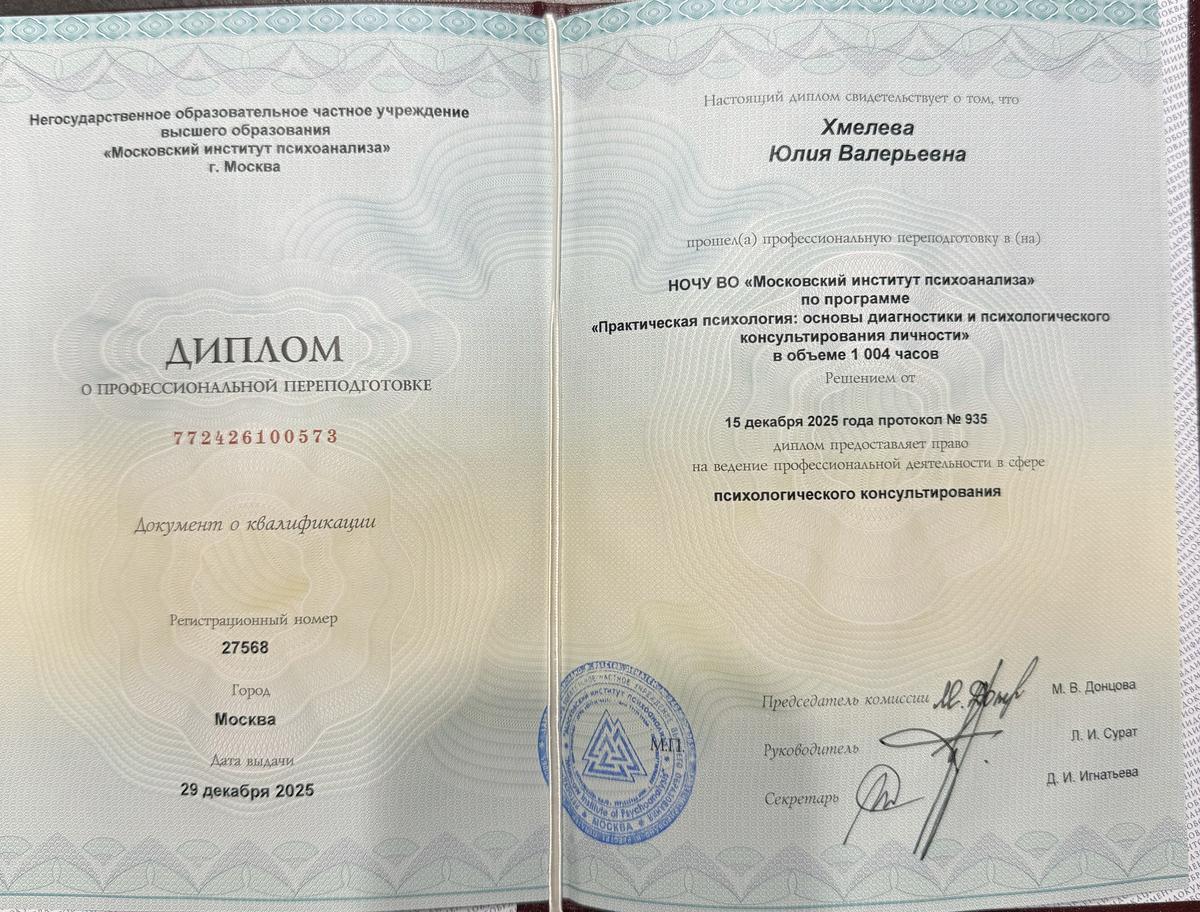 Негосударственное образовательное частное учреждение
высшего образования
«Московский институт психоанализа»
г. Москва
ДИПЛОМ
О ПРОФЕССИОНАЛЬНОЙ ПЕРЕПОДГОТОВКЕ
772426100573
Документ о квалификации
Регистрационный номер
27568
Город
Москва
Дата выдачи
29 декабря 2025
Настоящий диплом свидетельствует о том, что
Хмелева
Юлия Валерьевна
прошел(а) профессиональную переподготовку в (на)
НОЧУ ВО «Московский институт психоанализа»
по программе
«Практическая психология: основы диагностики и психологического
консультирования личности»
в объеме 1 004 часов
Решением от
15 декабря 2025 года протокол № 935
диплом предоставляет право
на ведение профессиональной деятельности в сфере
психологического консультирования
Председатель комиссии
М. В. Донцова
М.П.
Руководитель
Л. И. Сурат
Секретарь
Д. И. Игнатьева
Institute of Psychoanalysis
МОСКВА